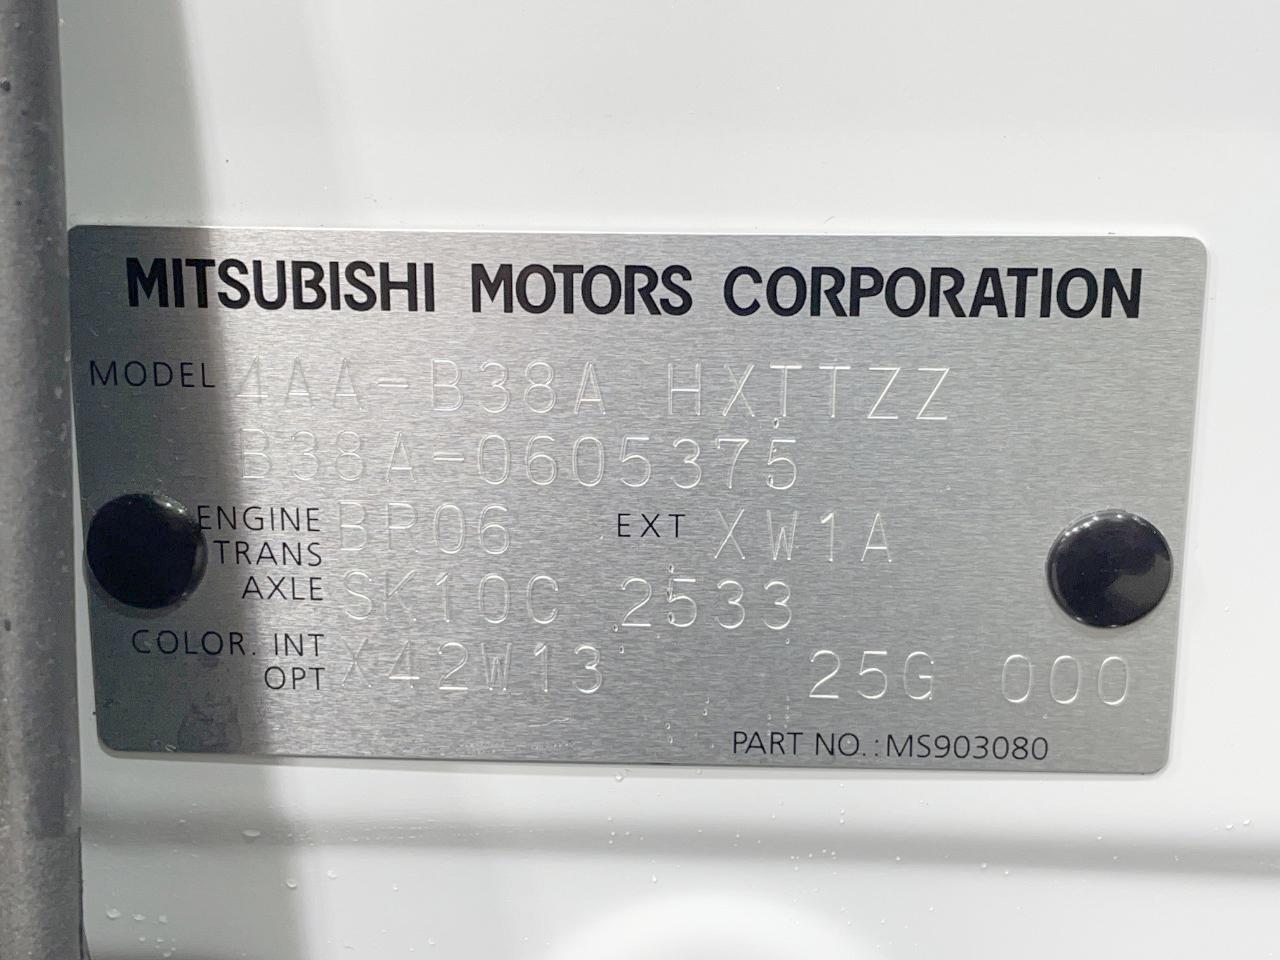 MITSUBISHI MOTORS CORPORATION
MODEL 4AA-B38A HXTTZZ
B38A-0605375
ENGINE BR06 EXT XW1A
TRANS
AXLE SK10C 2533
COLOR. INT
OPT X42W13 25G 000
PART NO.:MS903080